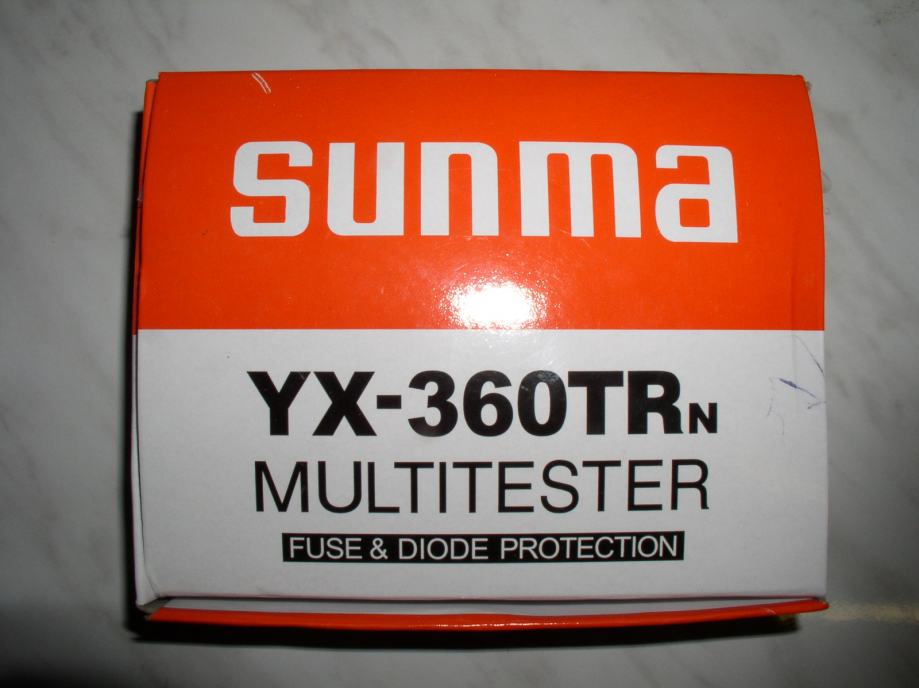 sunma
YX-360TRN
MULTITESTER
FUSE & DIODE PROTECTION